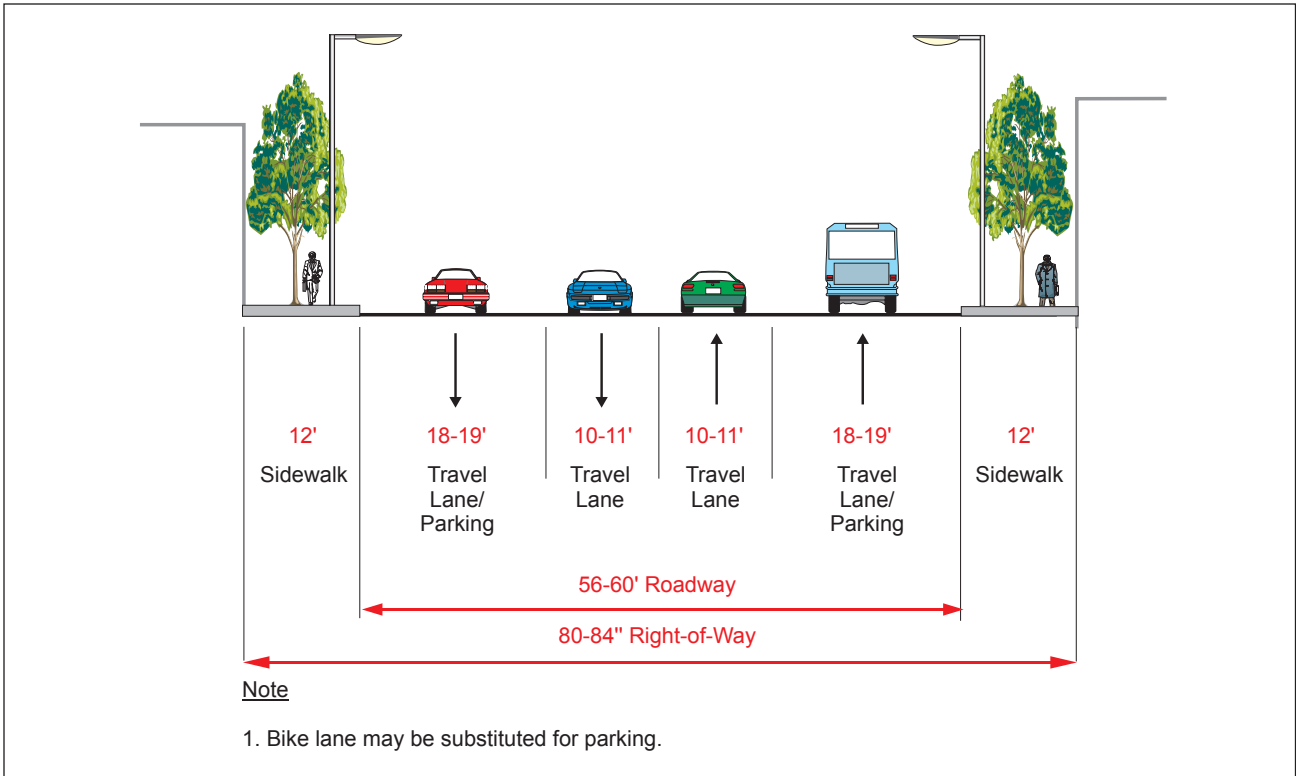 12'
18-19'
10-11'
10-11'
18-19'
12'
Sidewalk
Travel
Lane/
Parking
Travel
Lane
Travel
Lane
Travel
Lane/
Parking
Sidewalk
56-60' Roadway
80-84" Right-of-Way
Note
1. Bike lane may be substituted for parking.